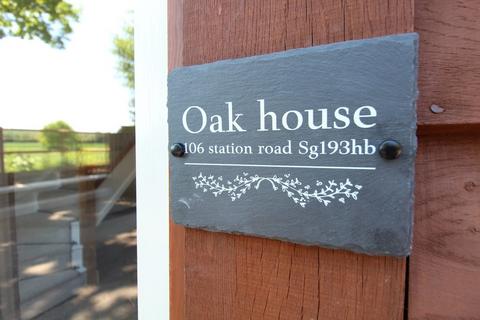 Oak house
106 station road Sg193hb